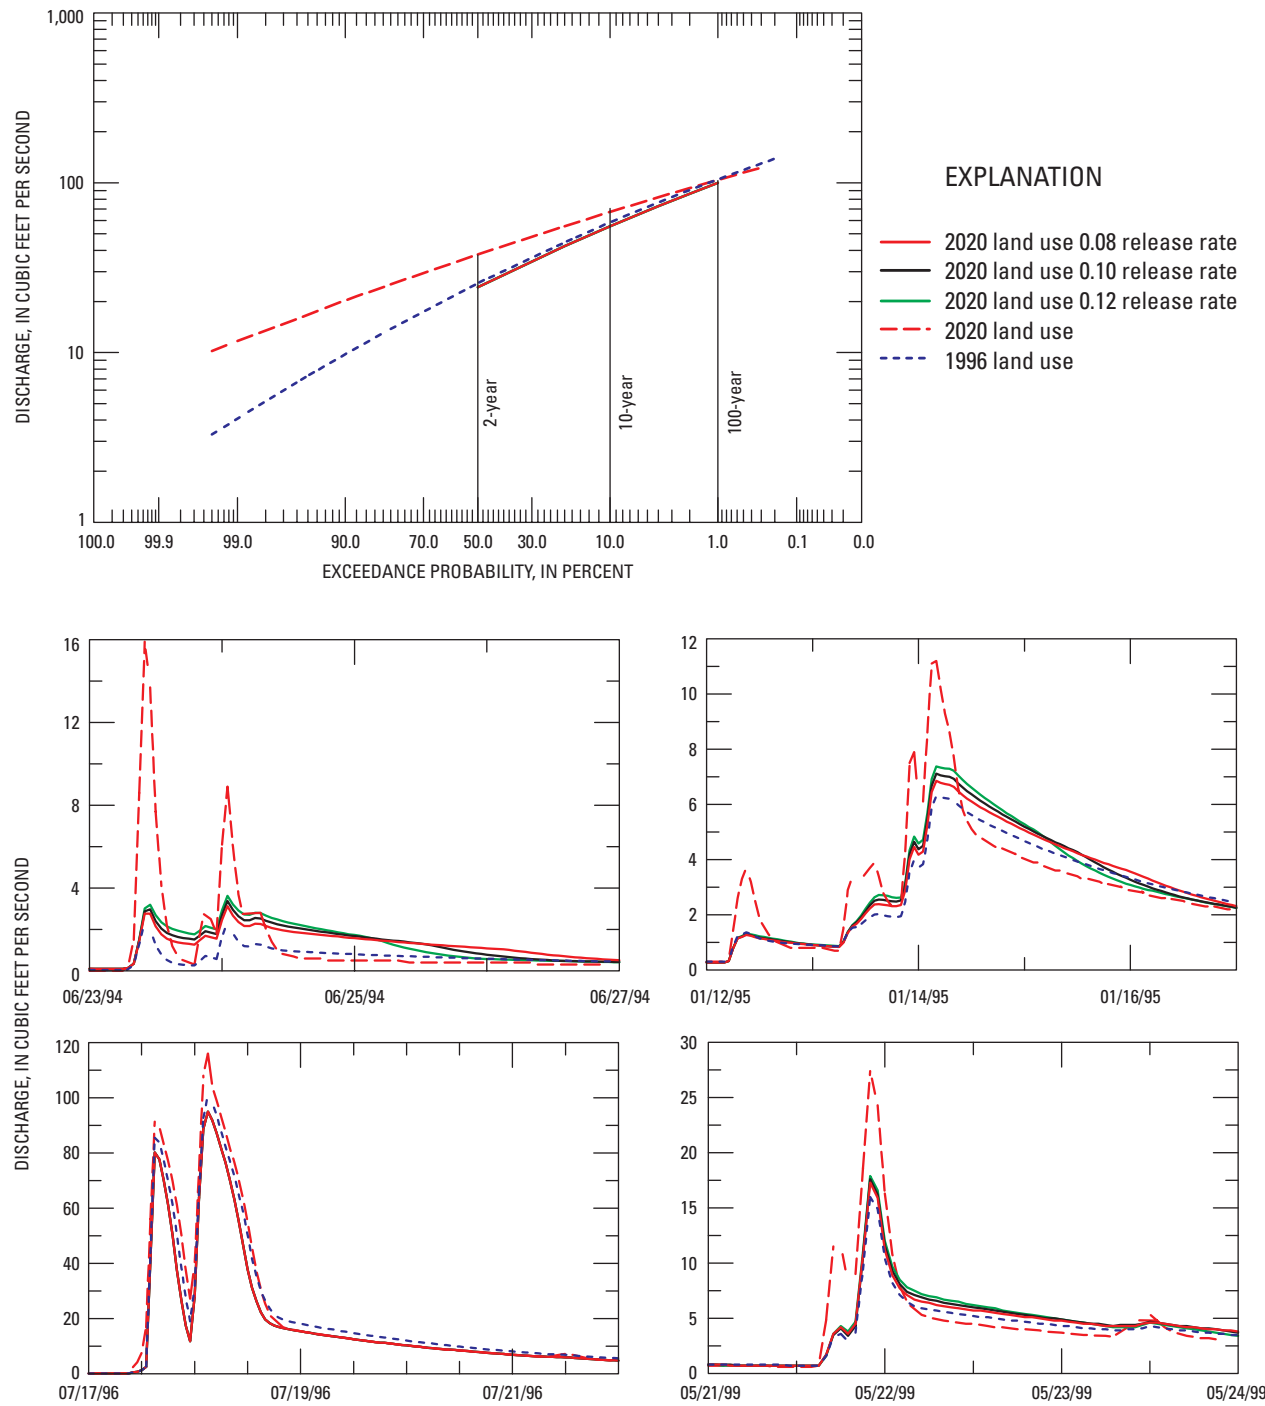 1,000
100
10
1
DISCHARGE, IN CUBIC FEET PER SECOND
2-year
10-year
100-year
100.0 99.9 99.0 90.0 70.0 50.0 30.0 10.0 1.0 0.1 0.0
EXCEEDANCE PROBABILITY, IN PERCENT
EXPLANATION
2020 land use 0.08 release rate
2020 land use 0.10 release rate
2020 land use 0.12 release rate
2020 land use
1996 land use
DISCHARGE, IN CUBIC FEET PER SECOND
16
12
8
4
0
06/23/94 06/25/94 06/27/94
12
10
8
6
4
2
0
01/12/95 01/14/95 01/16/95
120
100
80
60
40
20
0
07/17/96 07/19/96 07/21/96
30
25
20
15
10
5
0
05/21/99 05/22/99 05/23/99 05/24/99